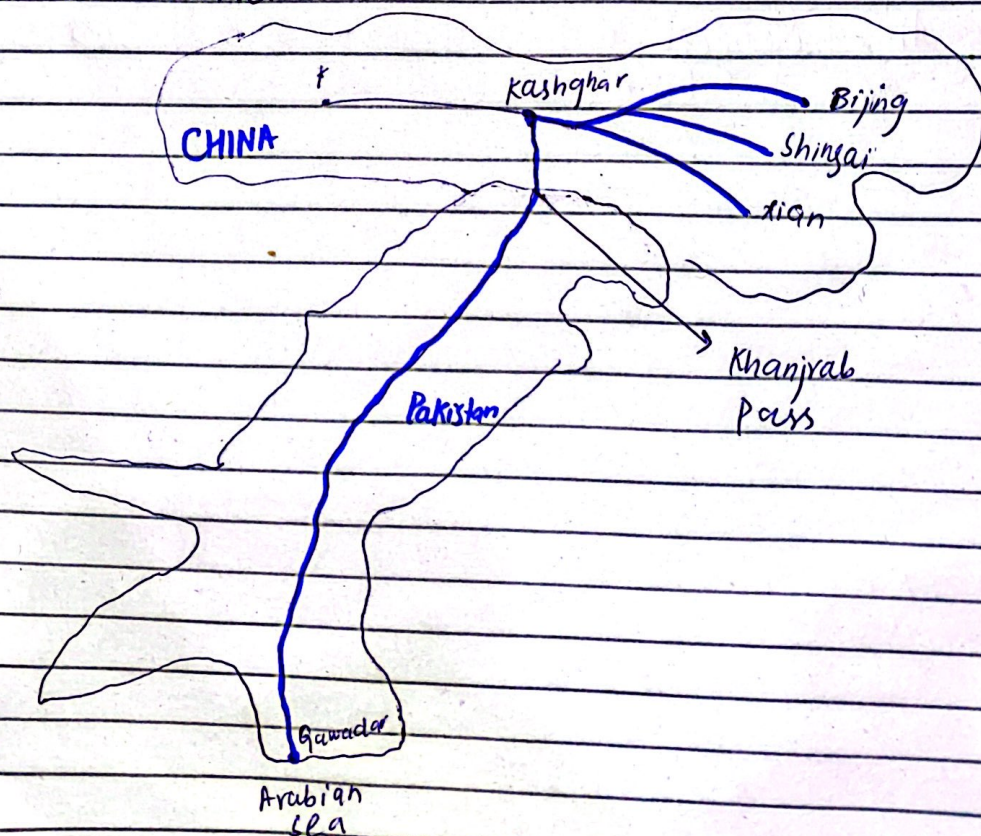 Kashghar
Bijing
CHINA
Shingai
Xian
Khanjrab
Pass
Pakistan
Gawadar
Arabian
Sea